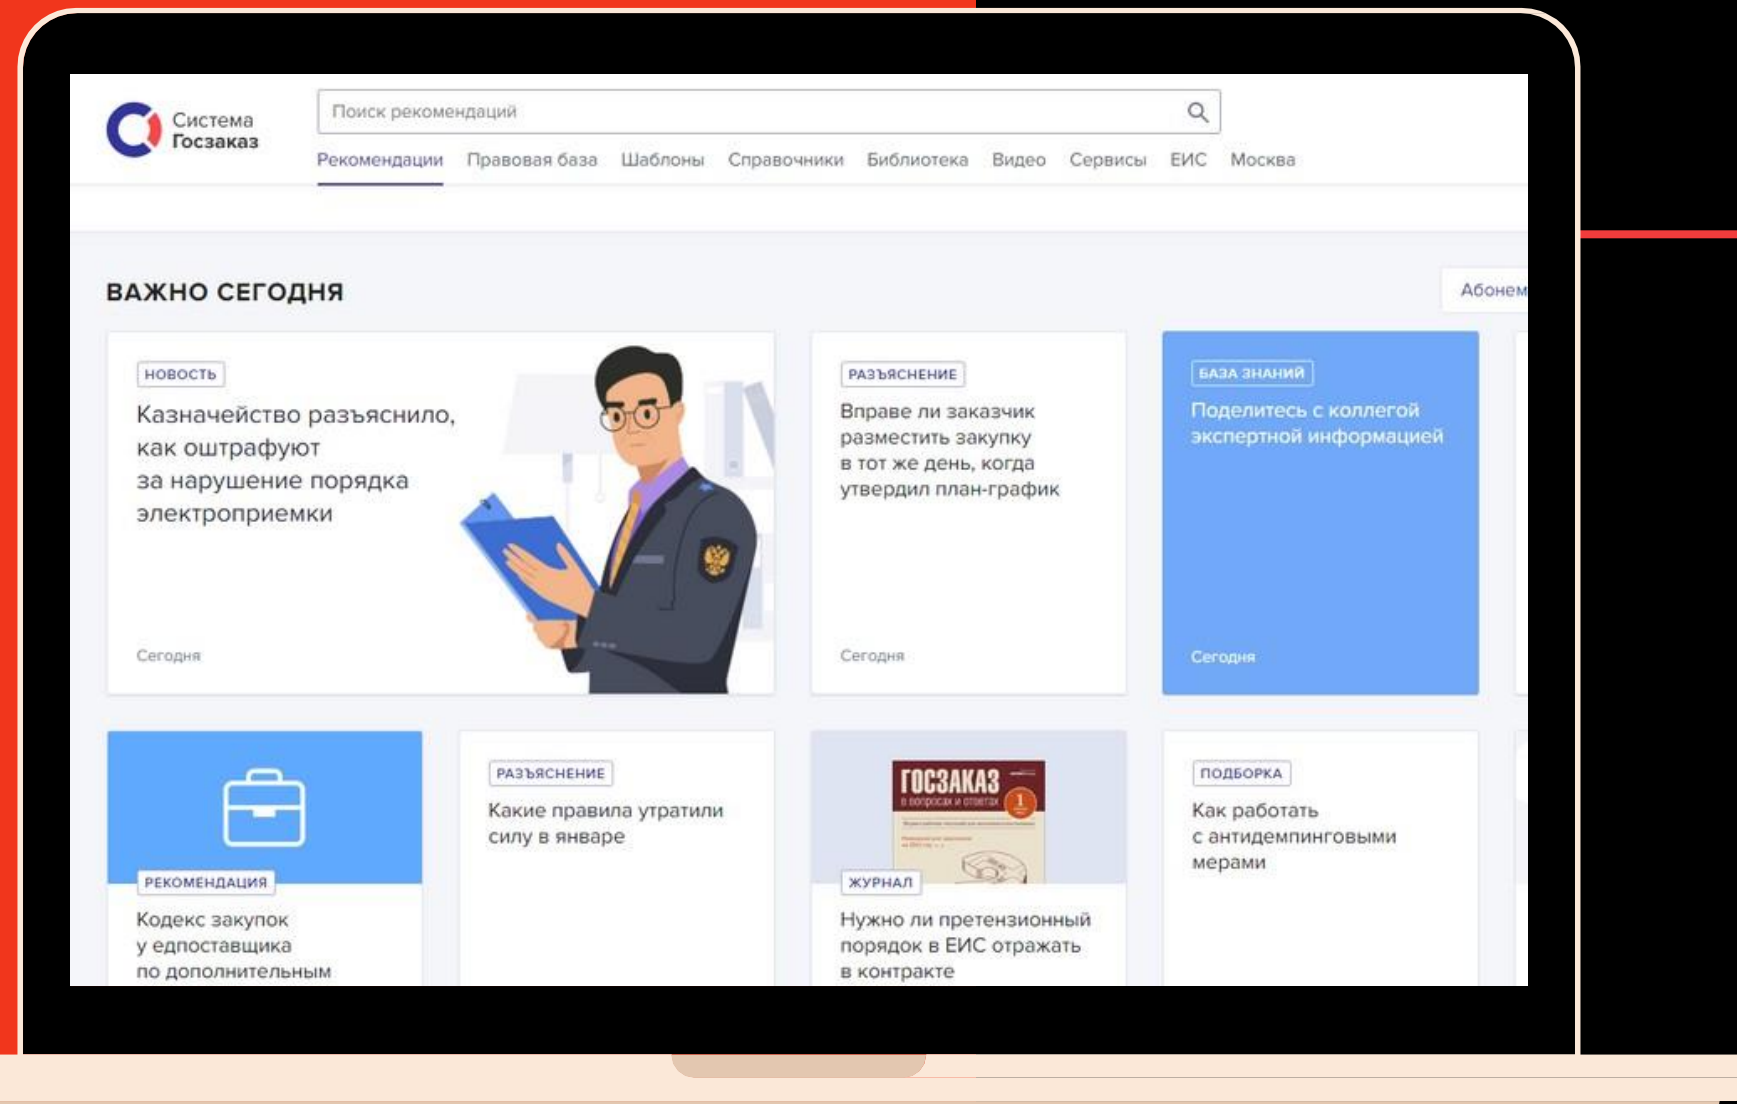 Система
Госзаказ
Поиск рекомендаций
Рекомендации Правовая база Шаблоны Справочники Библиотека Видео Сервисы ЕИС Москва
ВАЖНО СЕГОДНЯ
Абонем
НОВОСТЬ
Казначейство разъяснило,
как оштрафуют
за нарушение порядка
электроприемки
Сегодня
РАЗЪЯСНЕНИЕ
Вправе ли заказчик
разместить закупку
в тот же день, когда
утвердил план-график
Сегодня
БАЗА ЗНАНИЙ
Поделитесь с коллегой
экспертной информацией
Сегодня
РЕКОМЕНДАЦИЯ
Кодекс закупок
у едпоставщика
по дополнительным
РАЗЪЯСНЕНИЕ
Какие правила утратили
силу в январе
ГОСЗАКАЗ
в вопросах и ответах
1
ЖУРНАЛ
Нужно ли претензионный
порядок в ЕИС отражать
в контракте
ПОДБОРКА
Как работать
с антидемпинговыми
мерами